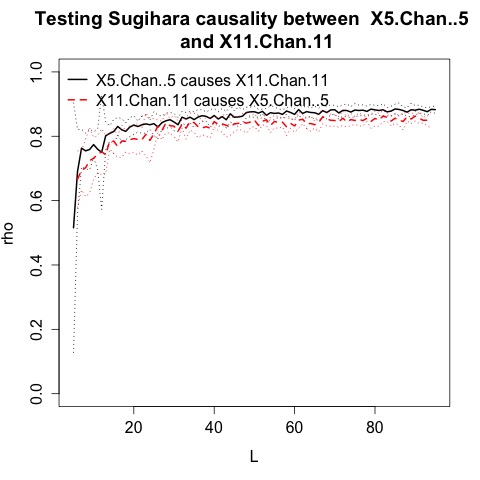 Testing Sugihara causality between  X5.Chan..5
and X11.Chan.11
X5.Chan..5 causes X11.Chan.11
X11.Chan.11 causes X5.Chan..5
1.0
0.8
0.6
0.4
0.2
0.0
rho
20 40 60 80
L